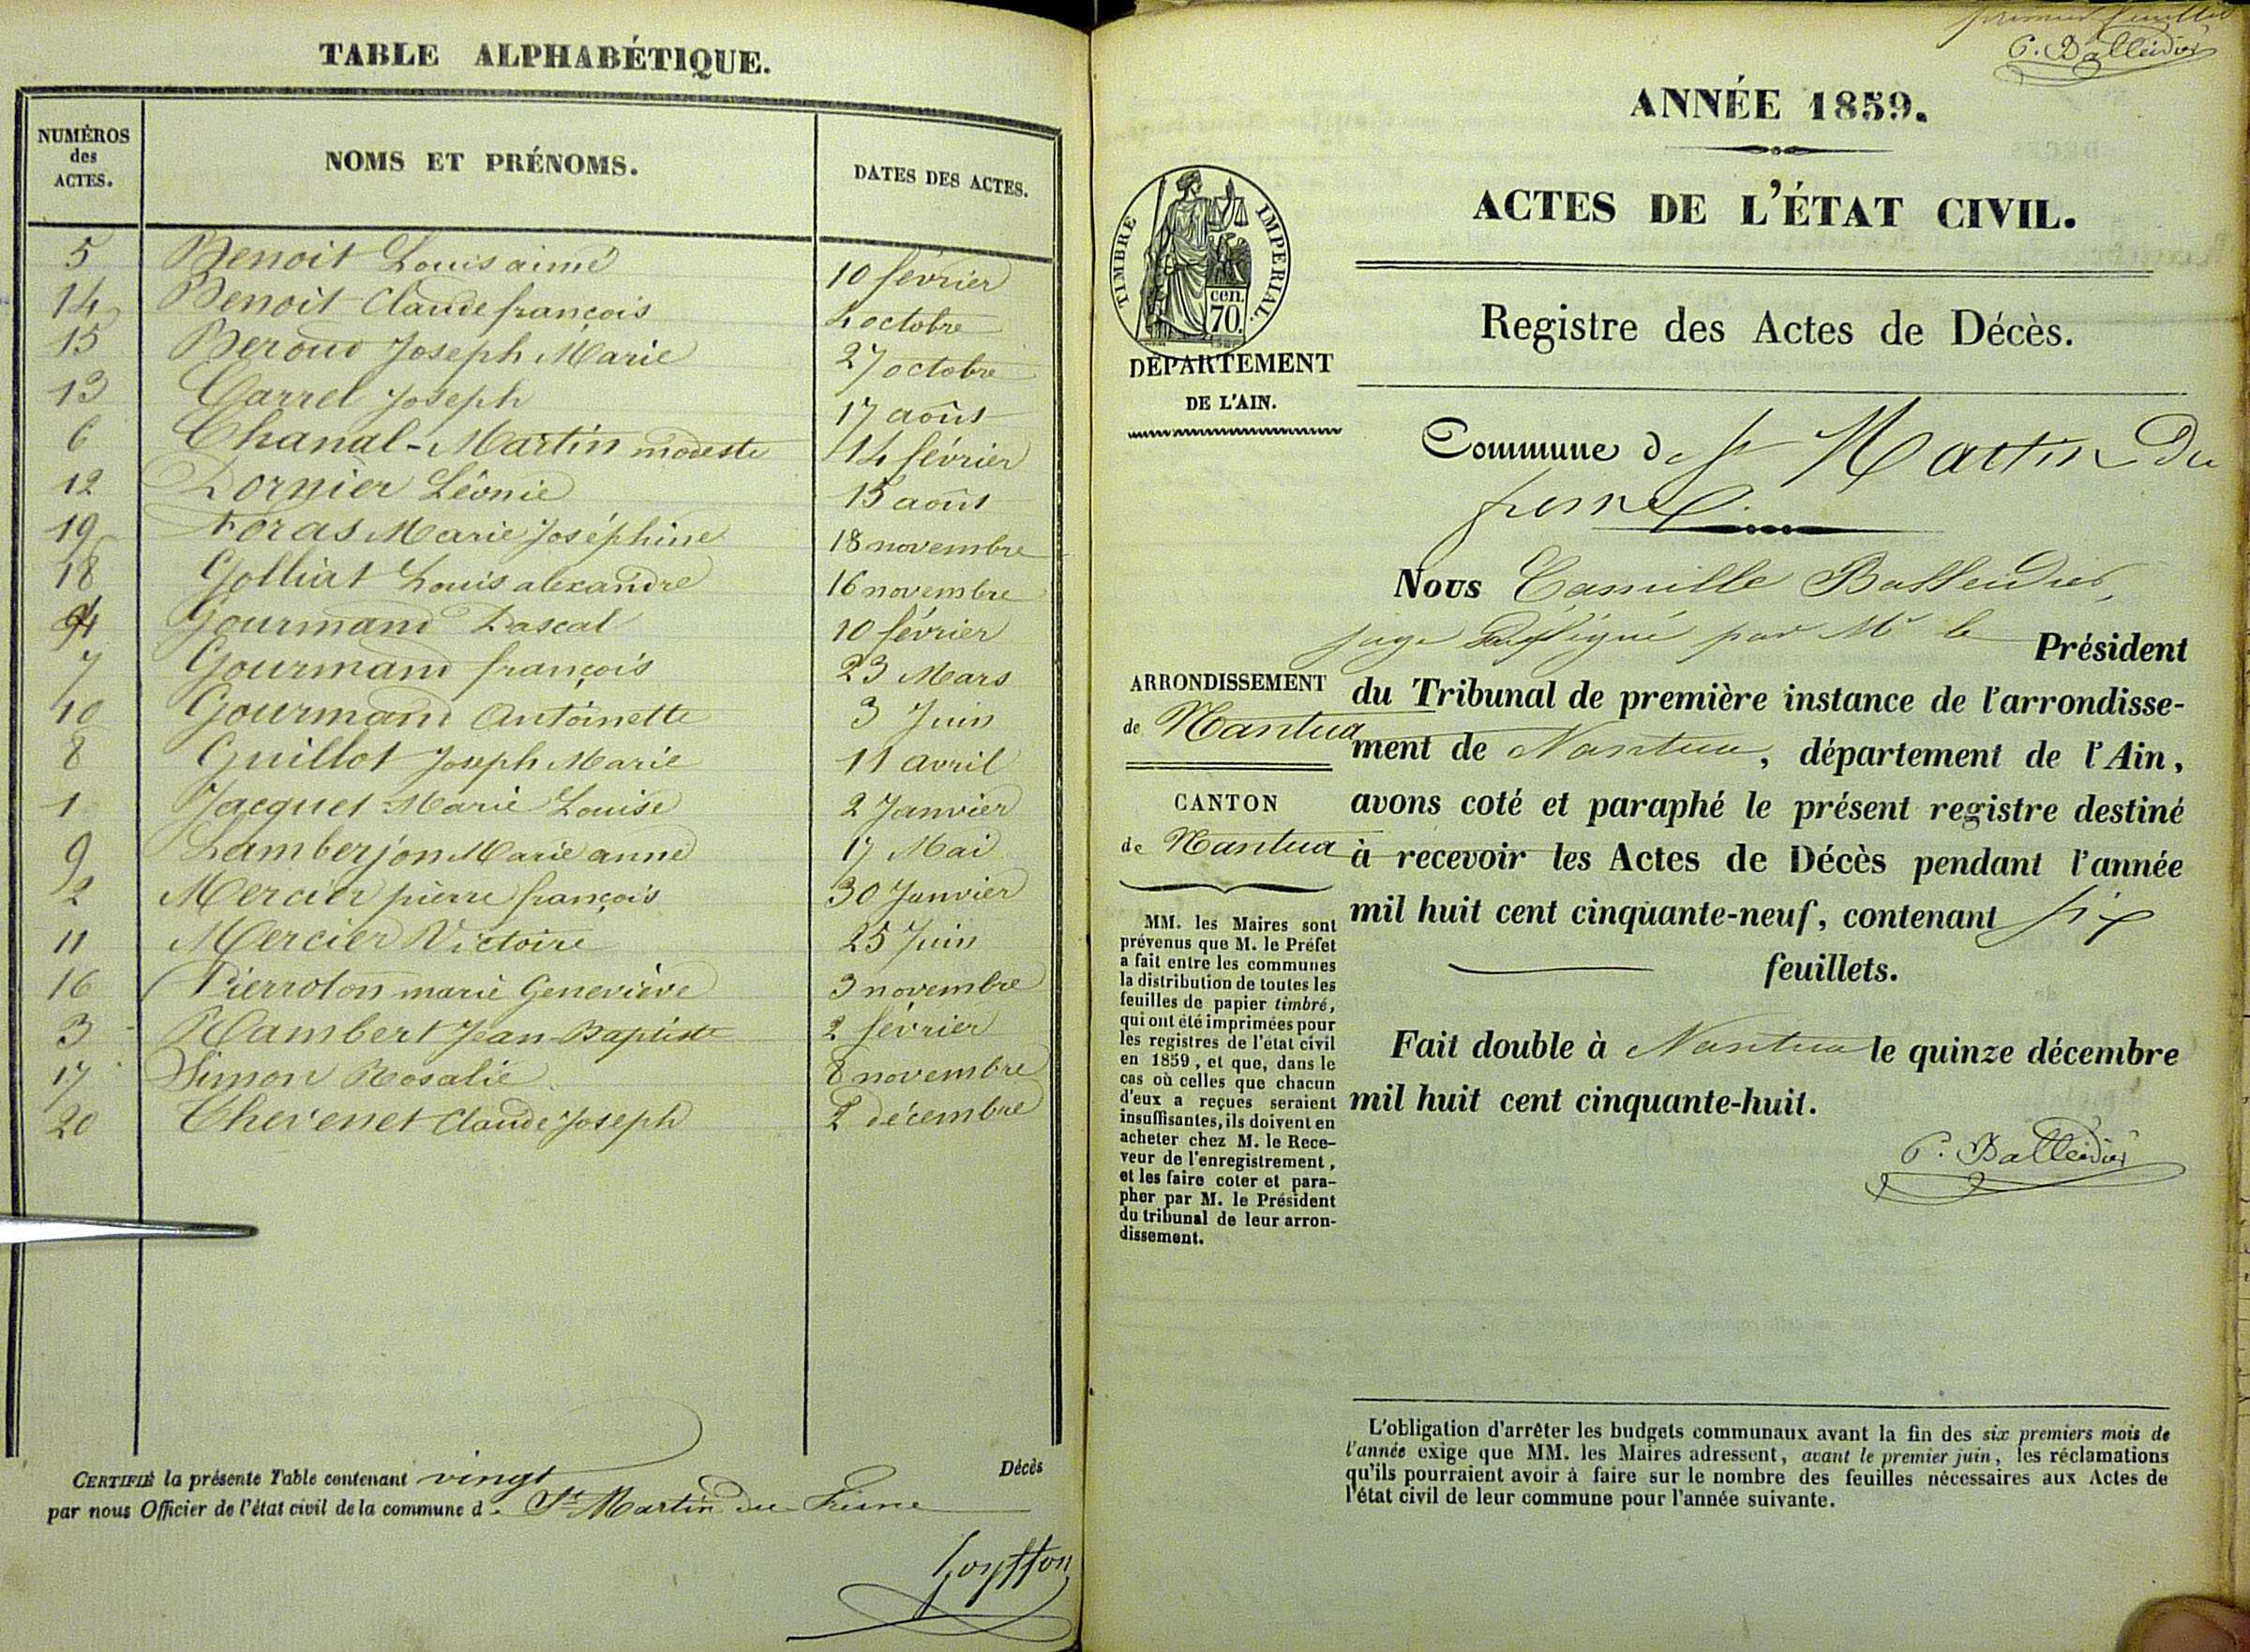 TABLE ALPHABÉTIQUE.
NUMÉROS des ACTES.
NOMS ET PRÉNOMS.
DATES DES ACTES.
5 Benoit Louis aimé 10 février
14 Benoit Claude françois 4 octobre
15 Beroud Joseph Marie 27 octobre
13 Carrel Joseph 17 août
6 Chanal-Martin modeste 14 février
12 Dornier Léonie 15 août
19 Foras Marie Joséphine 18 novembre
18 Golliat Louis alexandre 16 novembre
4 Gourmand Pascal 10 février
7 Gourmand françois 23 Mars
10 Gourmand Antoinette 3 Juin
8 Guillot Joseph Marie 11 avril
1 Jacquet Marie Louise 2 Janvier
9 Lamberjon Marie anne 17 Mai
2 Mercier pierre françois 30 Janvier
11 Mercier Victoire 25 Juin
16 Pierroton marie Geneviève 3 novembre
3 Rambert Jean-Baptiste 2 février
17 Simon Rosalie 8 novembre
20 Thevenet Claude Joseph 2 décembre
CERTIFIÉ la présente Table contenant vingt Décès
par nous Officier de l'état civil de la commune d St Martin du Frêne
premier feuillet
C. Balleidier
ANNÉE 1859.
ACTES DE L'ÉTAT CIVIL.
TIMBRE IMPERIAL.
cen.
70.
Registre des Actes de Décès.
DÉPARTEMENT
DE L'AIN.
Commune de St Martin Du
fresne.
Nous Camille Balleidier,
juge délégué par Mr le Président
ARRONDISSEMENT
de Nantua
du Tribunal de première instance de l'arrondisse-
ment de Nantua, département de l'Ain,
CANTON
de Nantua
avons coté et paraphé le présent registre destiné
à recevoir les Actes de Décès pendant l'année
mil huit cent cinquante-neuf, contenant six
feuillets.
MM. les Maires sont
prévenus que M. le Préfet
a fait entre les communes
la distribution de toutes les
feuilles de papier timbré,
qui ont été imprimées pour
les registres de l'état civil
en 1859, et que, dans le
cas où celles que chacun
d'eux a reçues seraient
insuffisantes, ils doivent en
acheter chez M. le Rece-
veur de l'enregistrement,
et les faire coter et para-
pher par M. le Président
du tribunal de leur arron-
dissement.
Fait double à Nantua le quinze décembre
mil huit cent cinquante-huit.
C. Balleidier
L'obligation d'arrêter les budgets communaux avant la fin des six premiers mois de
l'année exige que MM. les Maires adressent, avant le premier juin, les réclamations
qu'ils pourraient avoir à faire sur le nombre des feuilles nécessaires aux Actes de
l'état civil de leur commune pour l'année suivante.